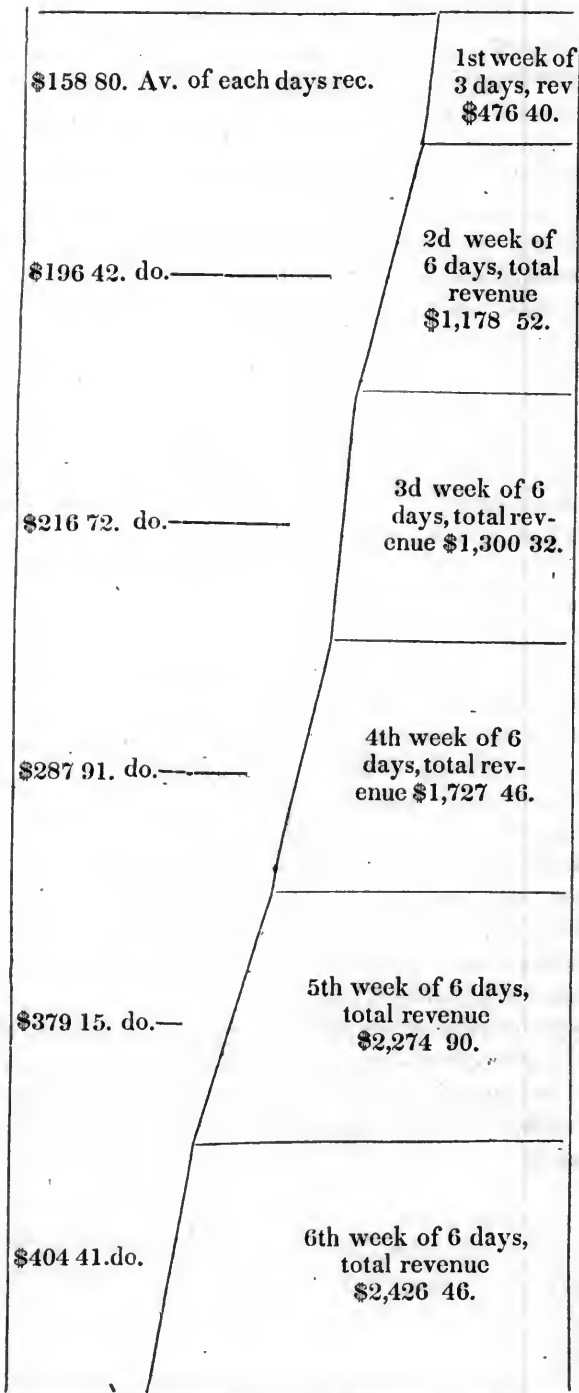 $158 80. Av. of each days rec.
1st week of
3 days, rev
$476 40.
$196 42. do.
2d week of
6 days, total
revenue
$1,178 52.
$216 72. do.
3d week of 6
days, total rev-
enue $1,300 32.
$287 91. do.
4th week of 6
days, total rev-
enue $1,727 46.
$379 15. do.
5th week of 6 days,
total revenue
$2,274 90.
$404 41. do.
6th week of 6 days,
total revenue
$2,426 46.